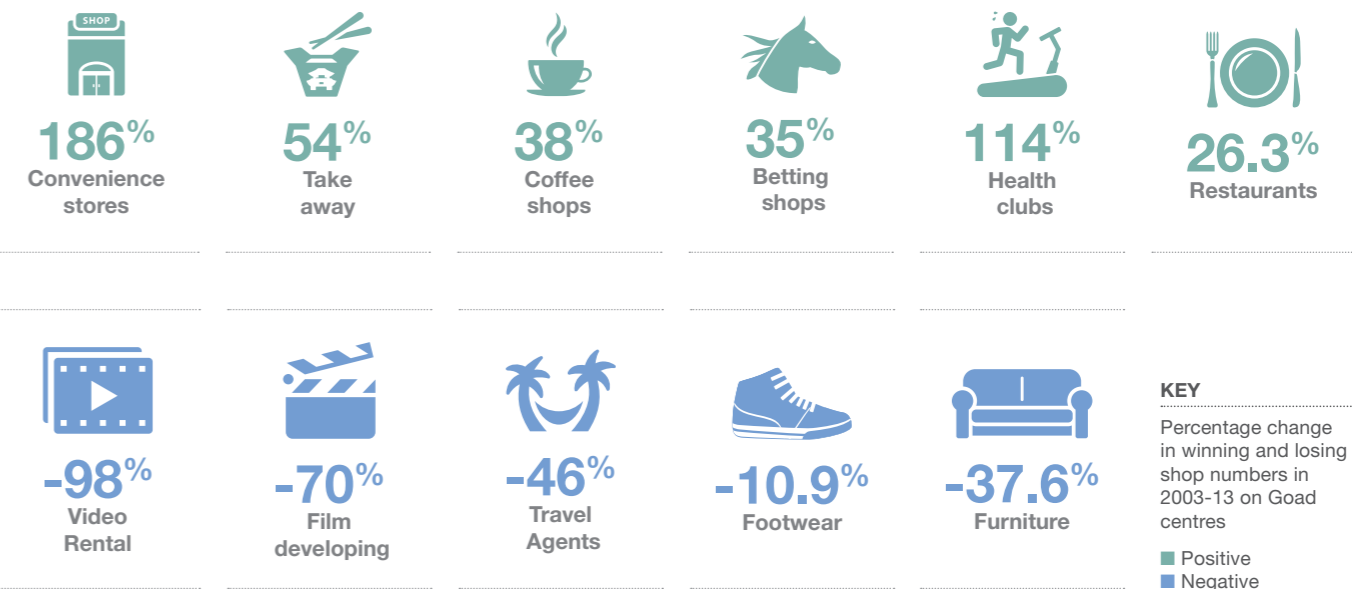 SHOP
186%
Convenience
stores
54%
Take
away
38%
Coffee
shops
35%
Betting
shops
114%
Health
clubs
26.3%
Restaurants
-98%
Video
Rental
-70%
Film
developing
-46%
Travel
Agents
-10.9%
Footwear
-37.6%
Furniture
KEY
Percentage change
in winning and losing
shop numbers in
2003-13 on Goad
centres
Positive
Negative